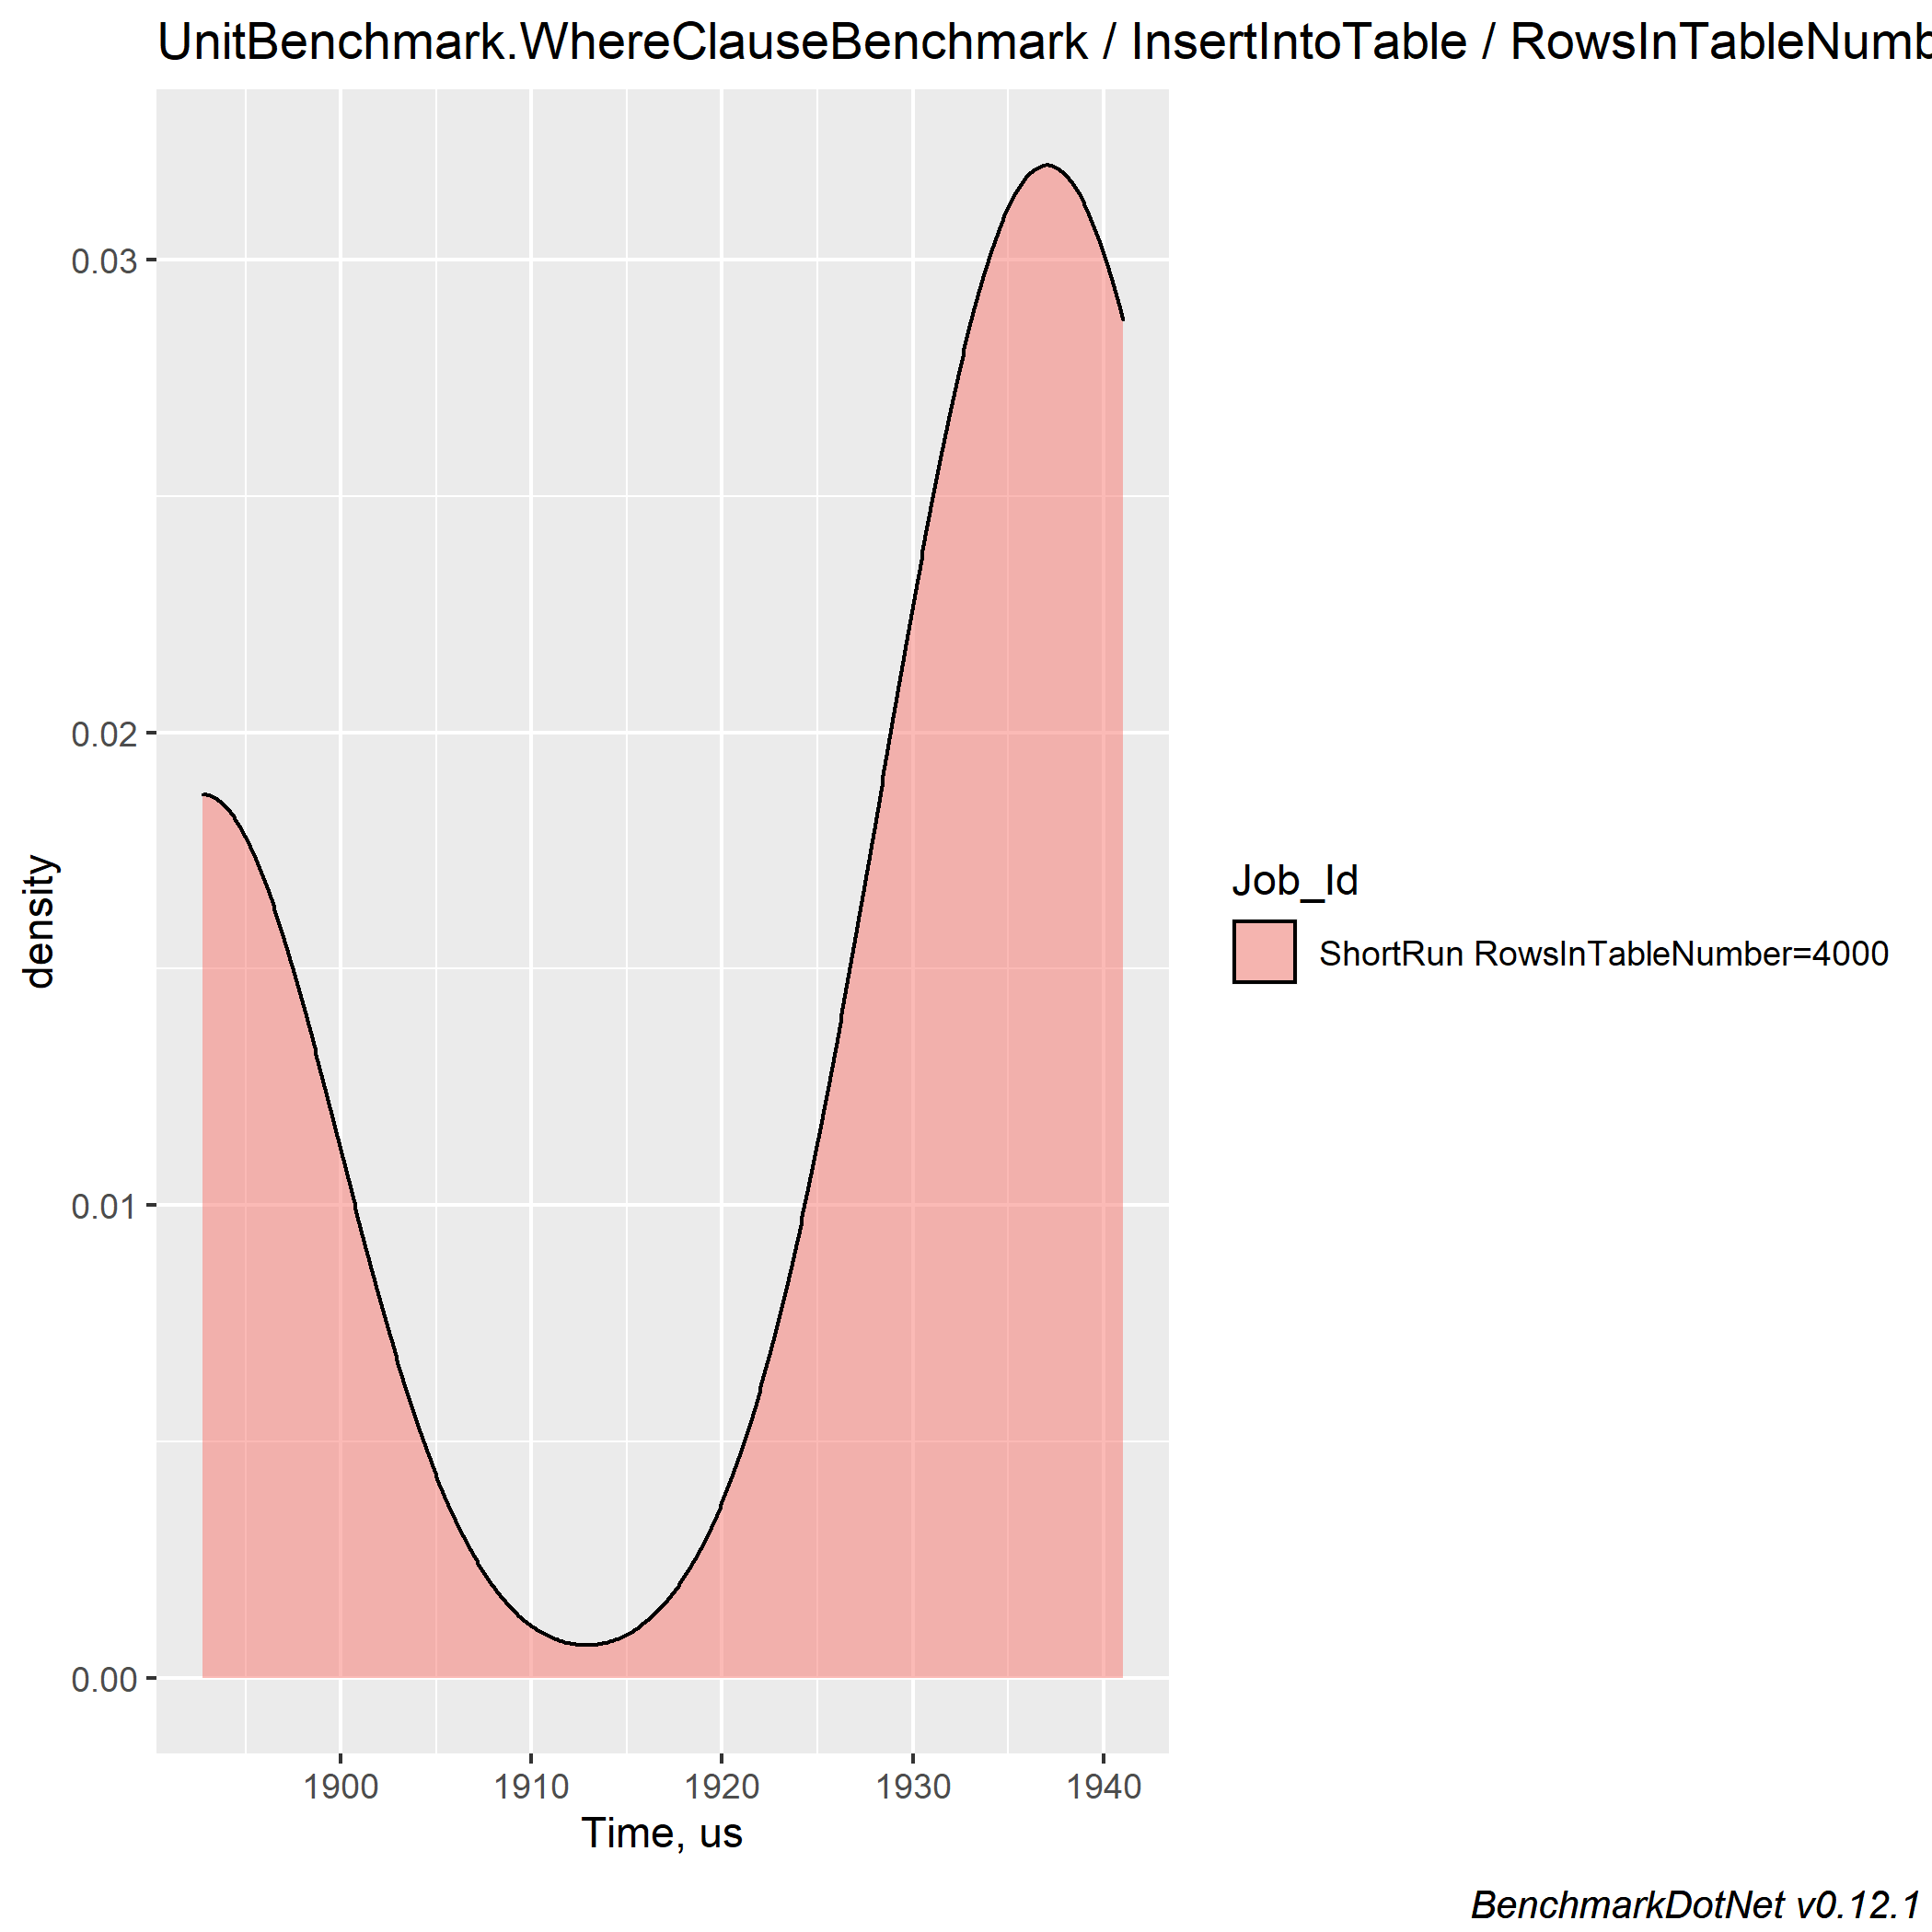 UnitBenchmark.WhereClauseBenchmark / InsertIntoTable / RowsInTableNumb
0.03
0.02
0.01
0.00
density
1900 1910 1920 1930 1940
Time, us
Job_Id
ShortRun RowsInTableNumber=4000
BenchmarkDotNet v0.12.1